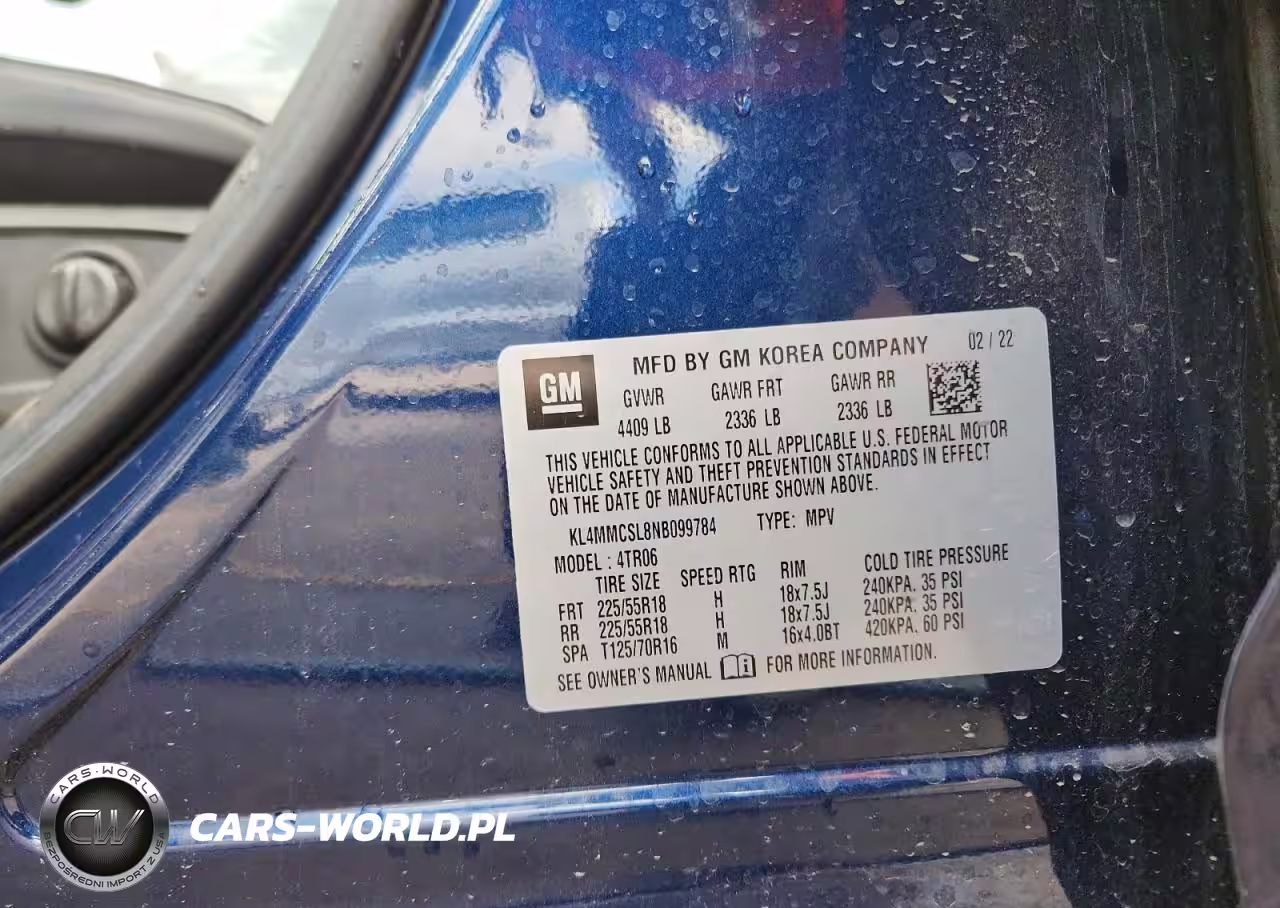 GM
MFD BY GM KOREA COMPANY 02 / 22
GVWR GAWR FRT GAWR RR
4409 LB 2336 LB 2336 LB
THIS VEHICLE CONFORMS TO ALL APPLICABLE U.S. FEDERAL MOTOR
VEHICLE SAFETY AND THEFT PREVENTION STANDARDS IN EFFECT
ON THE DATE OF MANUFACTURE SHOWN ABOVE.
KL4MMCSL8NB099784 TYPE: MPV
MODEL : 4TR06
TIRE SIZE SPEED RTG RIM COLD TIRE PRESSURE
FRT 225/55R18 H 18x7.5J 240KPA. 35 PSI
RR 225/55R18 H 18x7.5J 240KPA. 35 PSI
SPA T125/70R16 M 16x4.0BT 420KPA. 60 PSI
SEE OWNER'S MANUAL FOR MORE INFORMATION.
CARS-WORLD
CW
BEZPOŚREDNI IMPORT Z USA
CARS-WORLD.PL